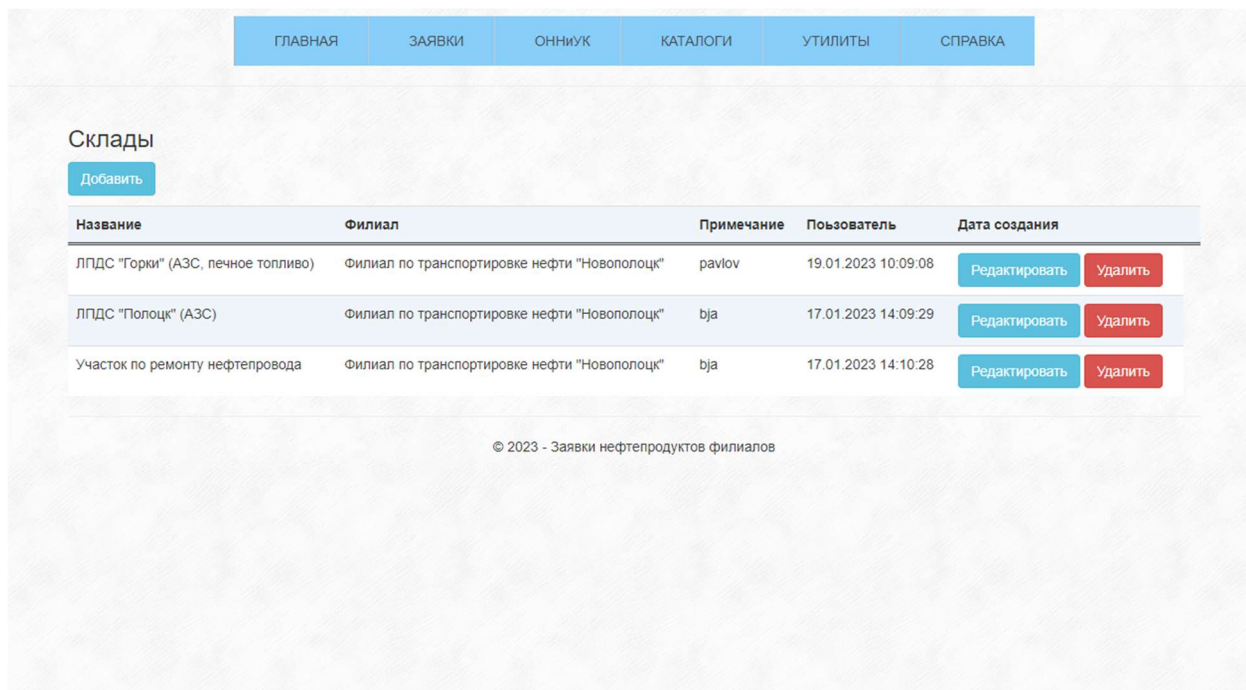 ГЛАВНАЯ ЗАЯВКИ ОННиУК КАТАЛОГИ УТИЛИТЫ СПРАВКА
Склады
Добавить
Название Филиал Примечание Поьзователь Дата создания
ЛПДС "Горки" (АЗС, печное топливо) Филиал по транспортировке нефти "Новополоцк" pavlov 19.01.2023 10:09:08 Редактировать Удалить
ЛПДС "Полоцк" (АЗС) Филиал по транспортировке нефти "Новополоцк" bja 17.01.2023 14:09:29 Редактировать Удалить
Участок по ремонту нефтепровода Филиал по транспортировке нефти "Новополоцк" bja 17.01.2023 14:10:28 Редактировать Удалить
© 2023 - Заявки нефтепродуктов филиалов